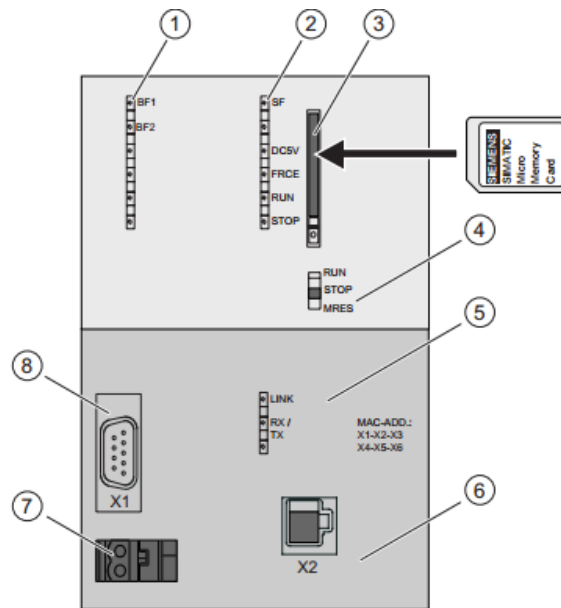 1
2
3
BF1
SF
BF2
DC5V
FRCE
RUN
STOP
SIEMENS
SIMATIC
Micro
Memory
Card
4
RUN
STOP
MRES
5
8
LINK
RX /
TX
MAC-ADD.:
X1-X2-X3
X4-X5-X6
X1
7
6
X2